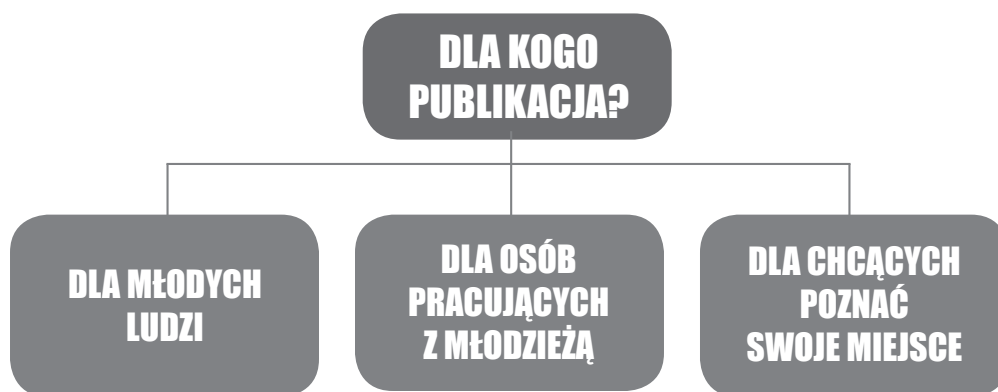 DLA KOGO
PUBLIKACJA?
DLA MŁODYCH
LUDZI
DLA OSÓB
PRACUJĄCYCH
Z MŁODZIEŻĄ
DLA CHCĄCYCH
POZNAĆ
SWOJE MIEJSCE